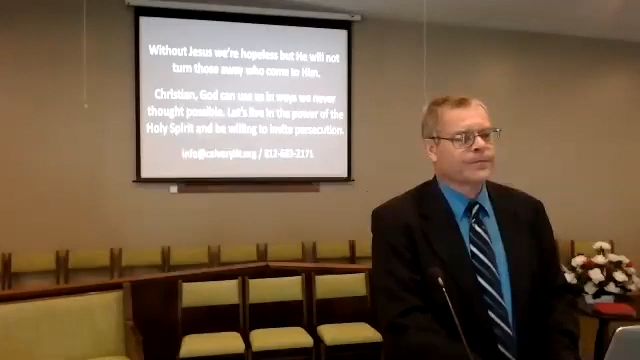 Without Jesus we're hopeless but He will not
turn those away who come to Him.
Christian, God can use us in ways we never
thought possible. Let's live in the power of the
Holy Spirit and be willing to invite persecution.
info@calverytlt.org / 812-683-2171